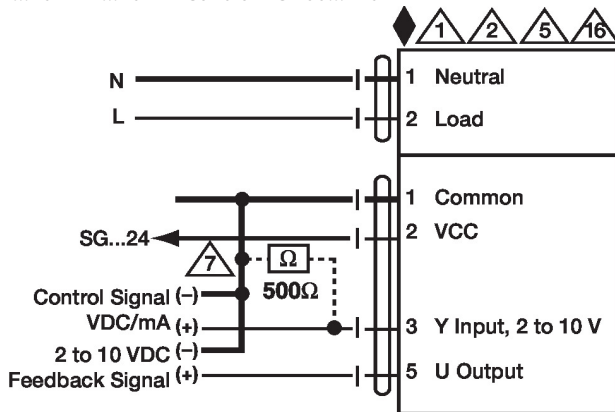 1 2 5 16
N 1 Neutral
L 2 Load
1 Common
SG...24 2 VCC
7 Ω
500Ω
Control Signal (-)
VDC/mA (+) 3 Y Input, 2 to 10 V
2 to 10 VDC (-)
Feedback Signal (+) 5 U Output